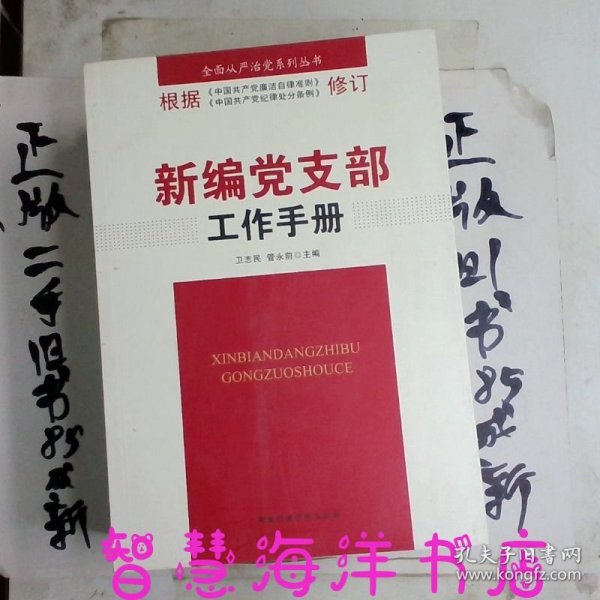 全面从严治党系列丛书
根据《中国共产党廉洁自律准则》《中国共产党纪律处分条例》修订
新编党支部
工作手册
卫志民 管永前○主编
XINBIANDANGZHIBU
GONGZUOSHOUCE
正版二手旧书85成新
正版旧书85成新
智慧海洋书店
孔夫子旧书网
www.kongfz.com